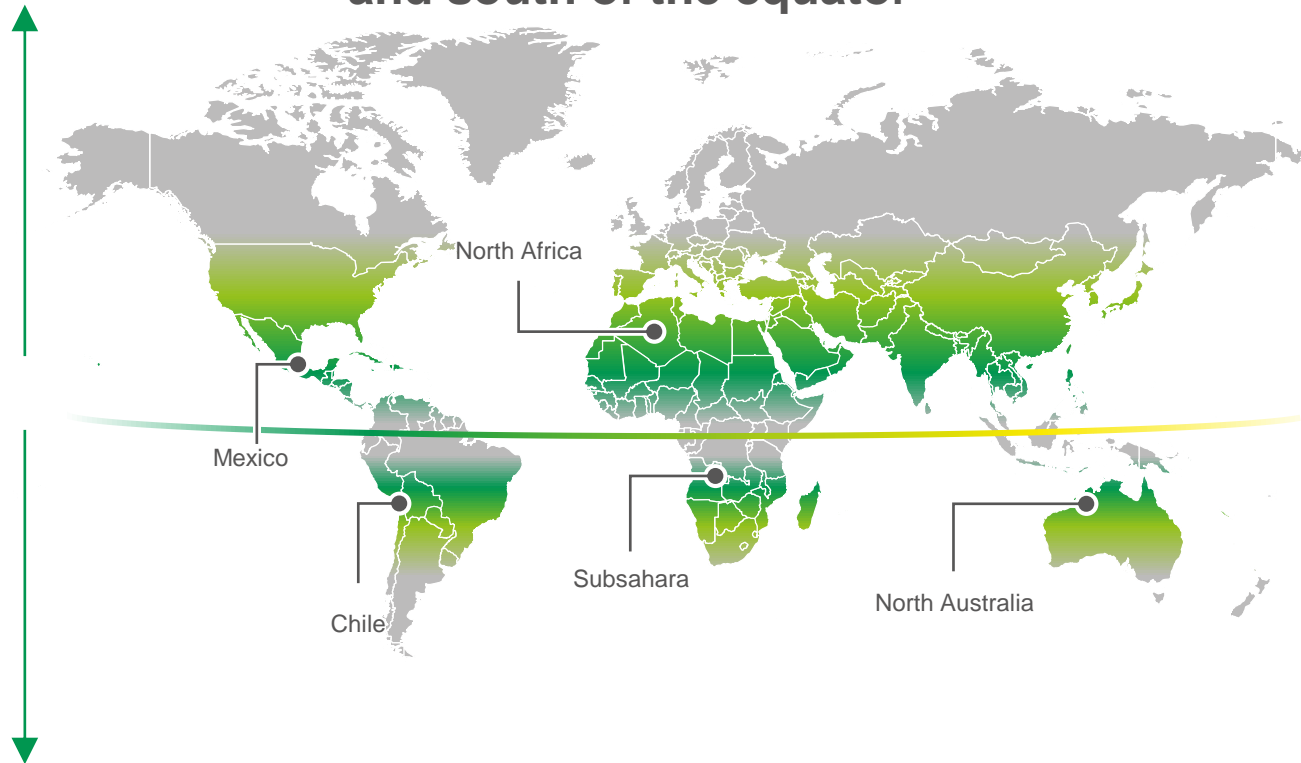 and south of the equator
North Africa
Mexico
Subsahara
North Australia
Chile